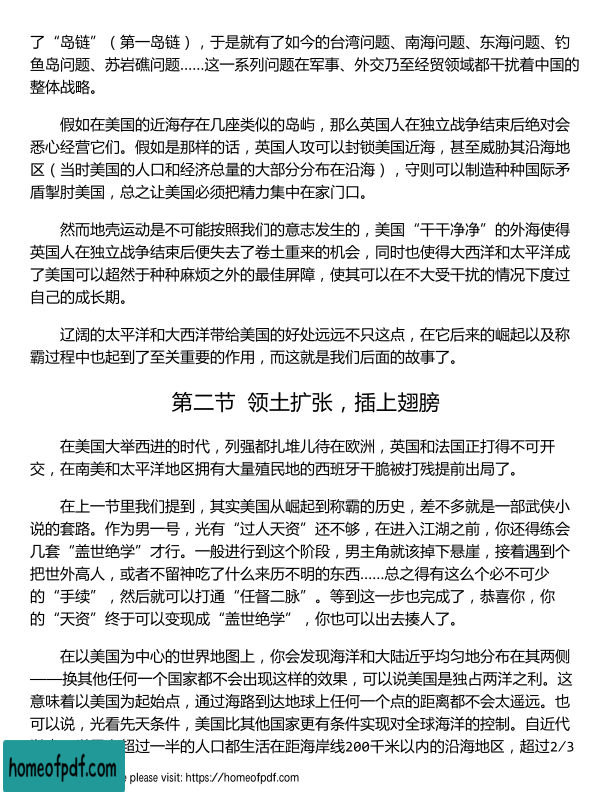 了“岛链”（第一岛链），于是就有了如今的台湾问题、南海问题、东海问题、钓
鱼岛问题、苏岩礁问题……这一系列问题在军事、外交乃至经贸领域都干扰着中国的
整体战略。
假如在美国的近海存在几座类似的岛屿，那么英国人在独立战争结束后绝对会
悉心经营它们。假如是那样的话，英国人攻可以封锁美国近海，甚至威胁其沿海地
区（当时美国的人口和经济总量的大部分分布在沿海），守则可以制造种种国际矛
盾掣肘美国，总之让美国必须把精力集中在家门口。
然而地壳运动是不可能按照我们的意志发生的，美国“干干净净”的外海使得
英国人在独立战争结束后便失去了卷土重来的机会，同时也使得大西洋和太平洋成
了美国可以超然于种种麻烦之外的最佳屏障，使其可以在不大受干扰的情况下度过
自己的成长期。
辽阔的太平洋和大西洋带给美国的好处远远不只这点，在它后来的崛起以及称
霸过程中也起到了至关重要的作用，而这就是我们后面的故事了。
第二节 领土扩张，插上翅膀
在美国大举西进的时代，列强都扎堆儿待在欧洲，英国和法国正打得不可开
交，在南美和太平洋地区拥有大量殖民地的西班牙干脆被打残提前出局了。
在上一节里我们提到，其实美国从崛起到称霸的历史，差不多就是一部武侠小
说的套路。作为男一号，光有“过人天资”还不够，在进入江湖之前，你还得练会
几套“盖世绝学”才行。一般进行到这个阶段，男主角就该掉下悬崖，接着遇到个
把世外高人，或者不留神吃了什么来历不明的东西……总之得有这么个必不可少
的“手续”，然后就可以打通“任督二脉”。等到这一步也完成了，恭喜你，你
的“天资”终于可以变现成“盖世绝学”，你也可以出去揍人了。
在以美国为中心的世界地图上，你会发现海洋和大陆近乎均匀地分布在其两侧
——换其他任何一个国家都不会出现这样的效果，可以说美国是独占两洋之利。这
意味着以美国为起始点，通过海路到达地球上任何一个点的距离都不会太遥远。也
可以说，光看先天条件，美国比其他国家更有条件实现对全球海洋的控制。自近代
超过一半的人口都生活在距海岸线200千米以内的沿海地区，超过2/3
homeofpdf.com
please visit: https://homeofpdf.com